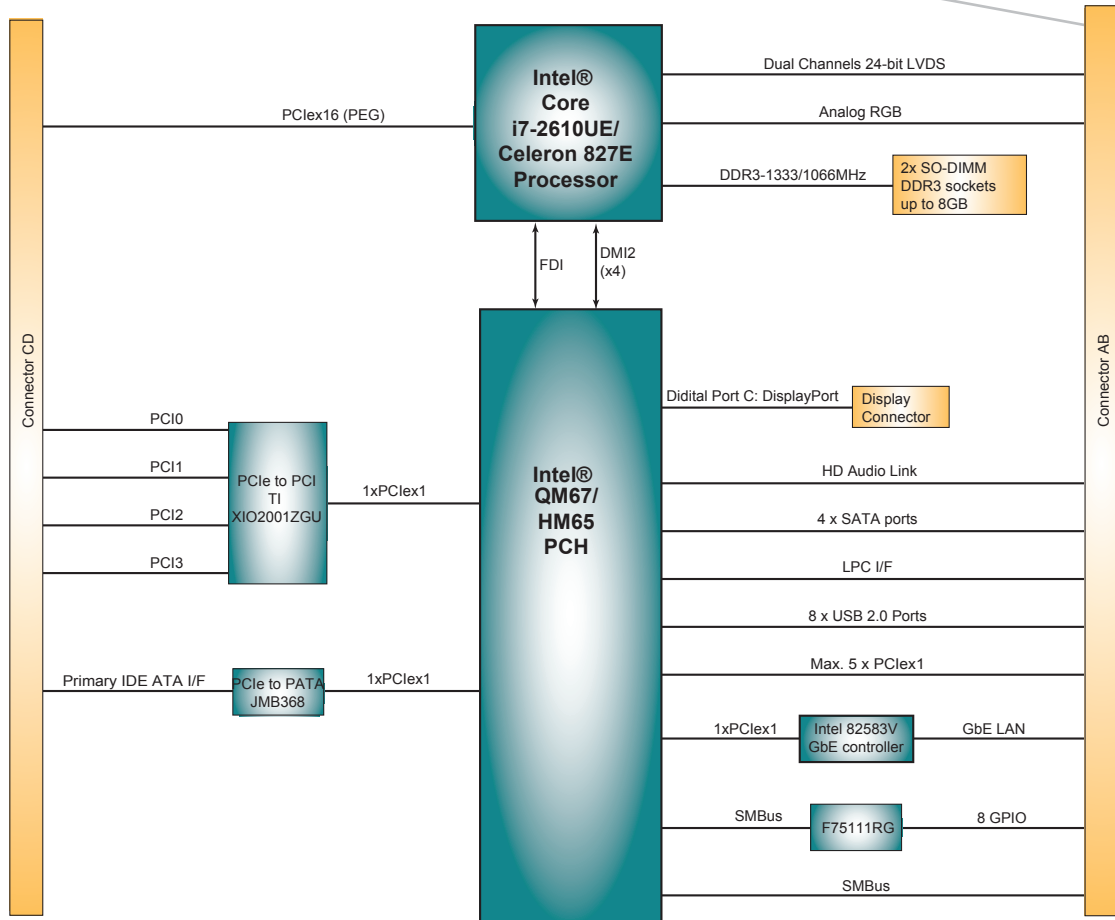 Connector CD
Intel®
Core
i7-2610UE/
Celeron 827E
Processor
PCIex16 (PEG)
Dual Channels 24-bit LVDS
Analog RGB
DDR3-1333/1066MHz
2x SO-DIMM
DDR3 sockets
up to 8GB
FDI
DMI2
(x4)
Connector AB
Intel®
QM67/
HM65
PCH
PCI0
PCI1
PCI2
PCI3
PCIe to PCI
TI
XIO2001ZGU
1xPCIex1
Primary IDE ATA I/F
PCIe to PATA
JMB368
1xPCIex1
Didital Port C: DisplayPort
Display
Connector
HD Audio Link
4 x SATA ports
LPC I/F
8 x USB 2.0 Ports
Max. 5 x PCIex1
1xPCIex1
Intel 82583V
GbE controller
GbE LAN
SMBus
F75111RG
8 GPIO
SMBus